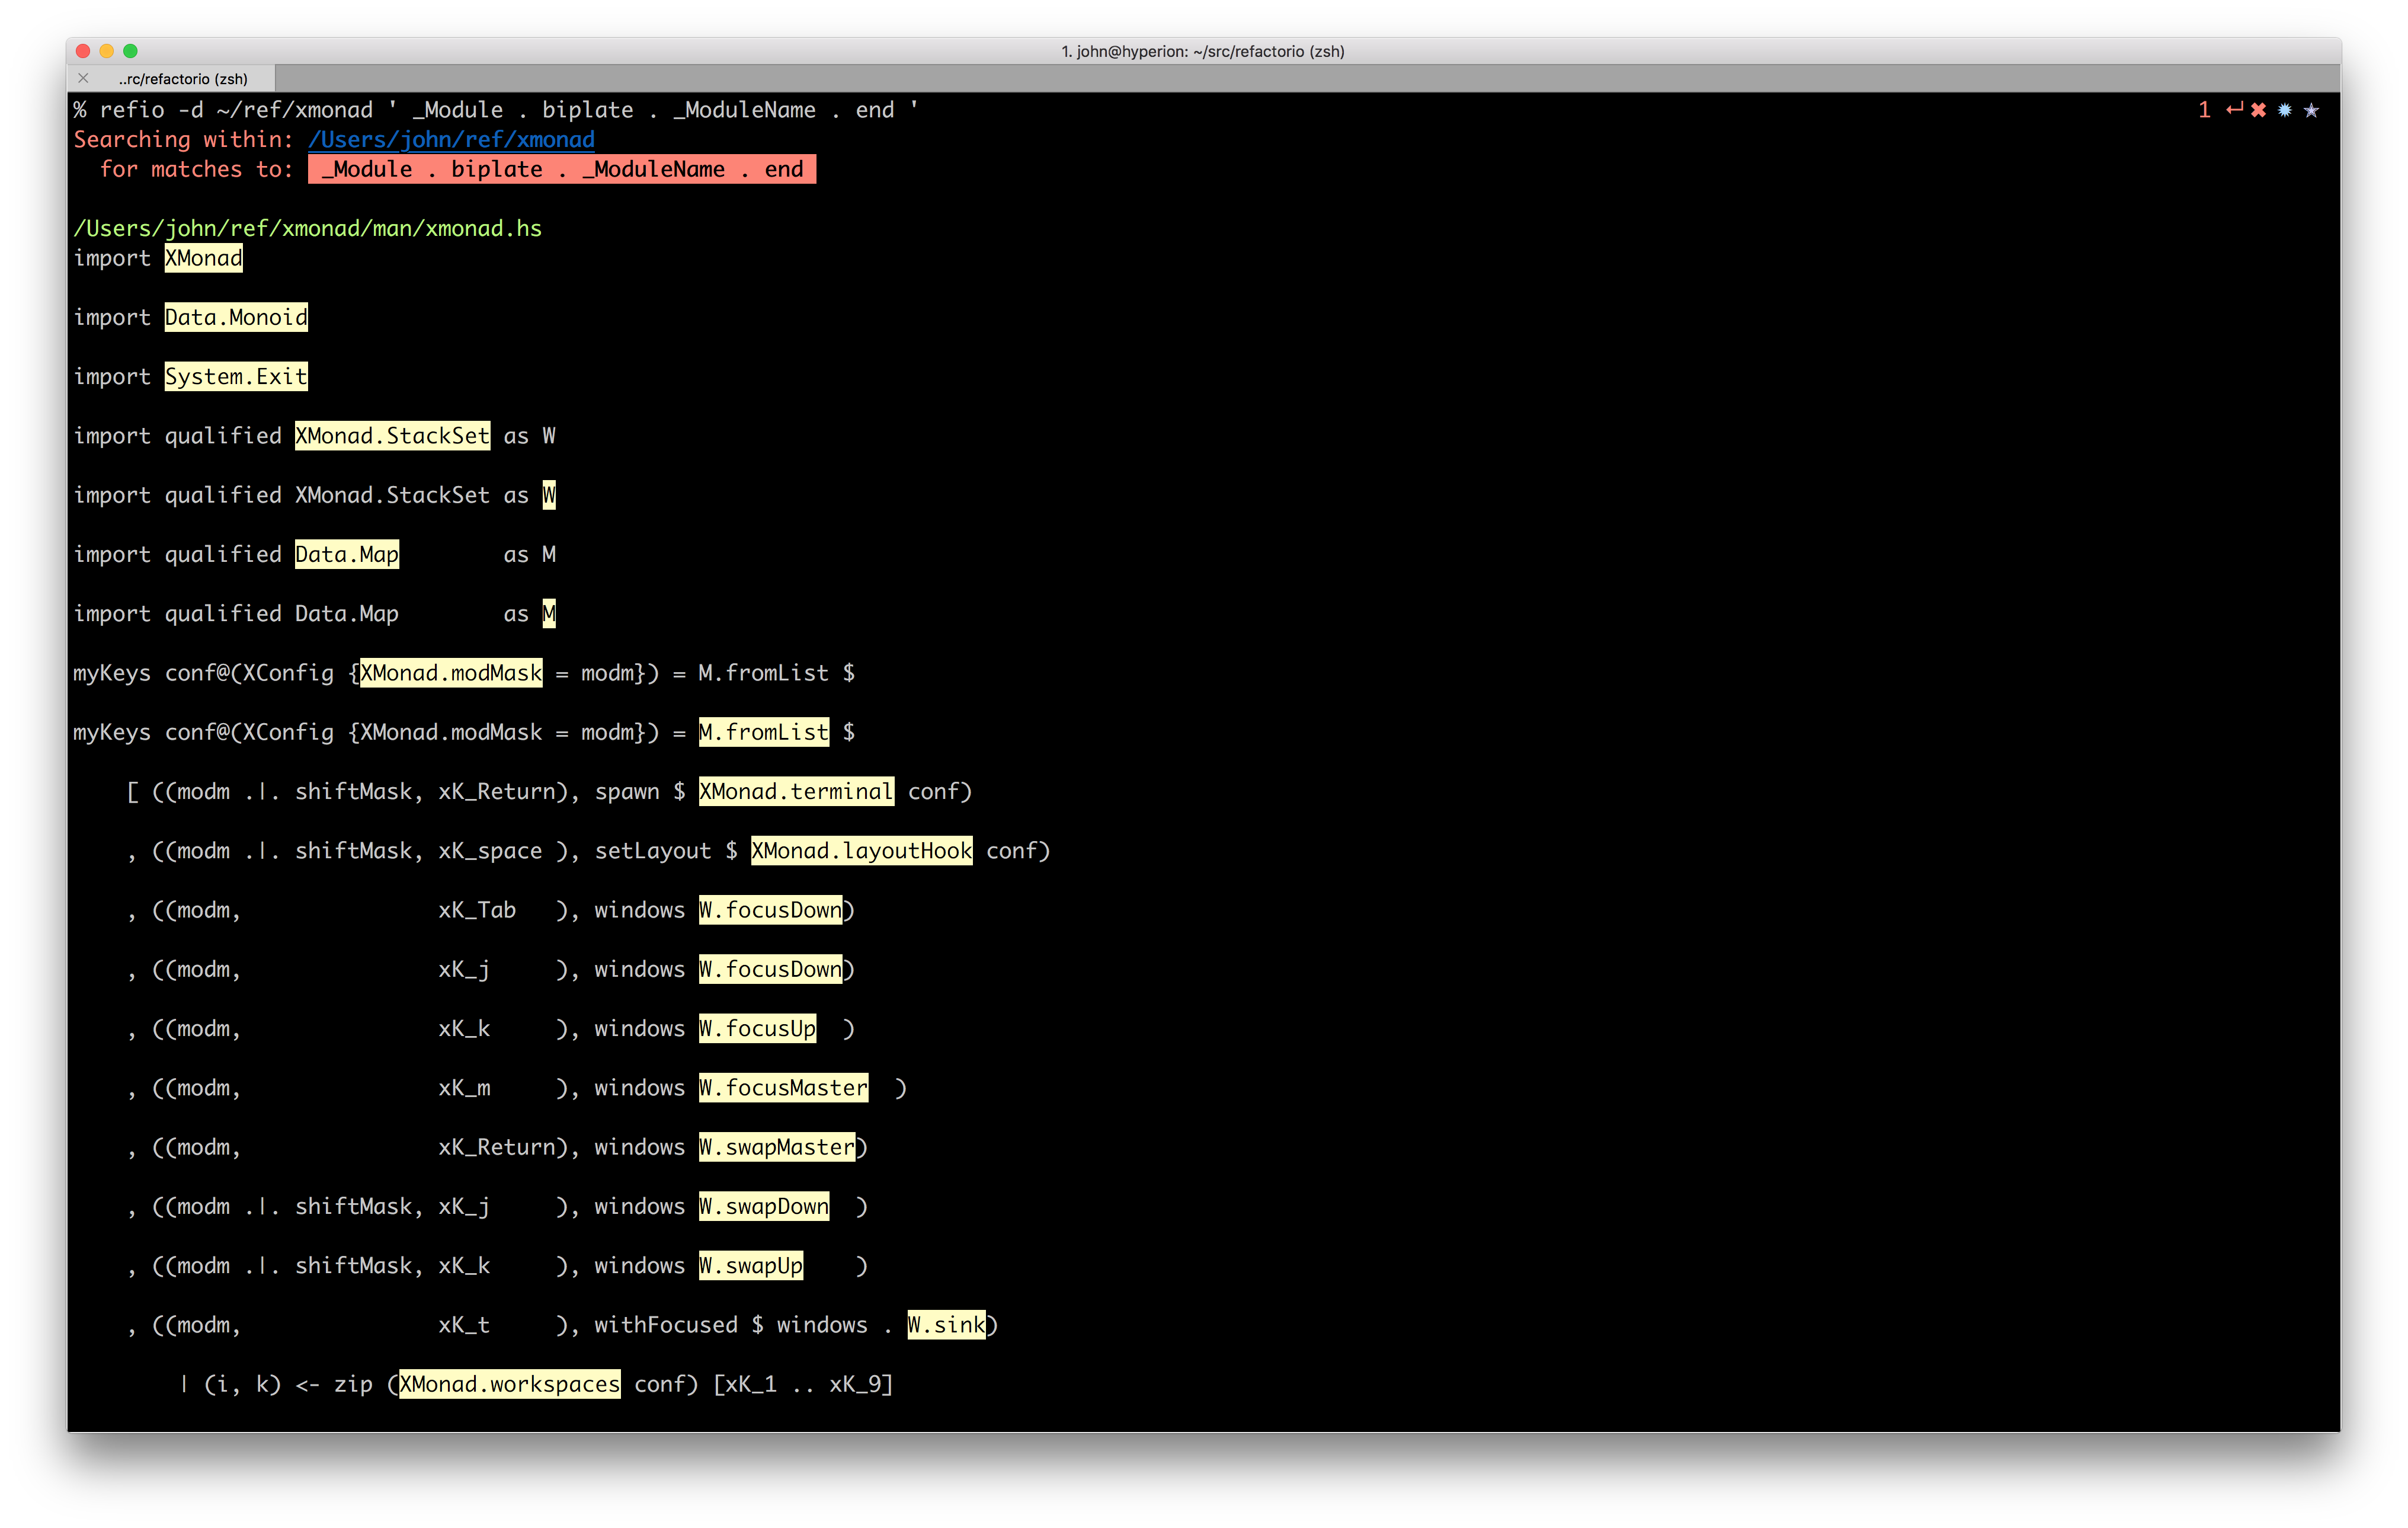 1. john@hyperion: ~/src/refactorio (zsh)
..rc/refactorio (zsh)
% refio -d ~/ref/xmonad ' _Module . biplate . _ModuleName . end ' 1 ↵ ✖ ✹ ✭
Searching within: /Users/john/ref/xmonad
  for matches to:  _Module . biplate . _ModuleName . end
/Users/john/ref/xmonad/man/xmonad.hs
import XMonad
import Data.Monoid
import System.Exit
import qualified XMonad.StackSet as W
import qualified XMonad.StackSet as W
import qualified Data.Map        as M
import qualified Data.Map        as M
myKeys conf@(XConfig {XMonad.modMask = modm}) = M.fromList $
myKeys conf@(XConfig {XMonad.modMask = modm}) = M.fromList $
    [ ((modm .|. shiftMask, xK_Return), spawn $ XMonad.terminal conf)
    , ((modm .|. shiftMask, xK_space ), setLayout $ XMonad.layoutHook conf)
    , ((modm,               xK_Tab   ), windows W.focusDown)
    , ((modm,               xK_j     ), windows W.focusDown)
    , ((modm,               xK_k     ), windows W.focusUp  )
    , ((modm,               xK_m     ), windows W.focusMaster  )
    , ((modm,               xK_Return), windows W.swapMaster)
    , ((modm .|. shiftMask, xK_j     ), windows W.swapDown  )
    , ((modm .|. shiftMask, xK_k     ), windows W.swapUp    )
    , ((modm,               xK_t     ), withFocused $ windows . W.sink)
        | (i, k) <- zip (XMonad.workspaces conf) [xK_1 .. xK_9]